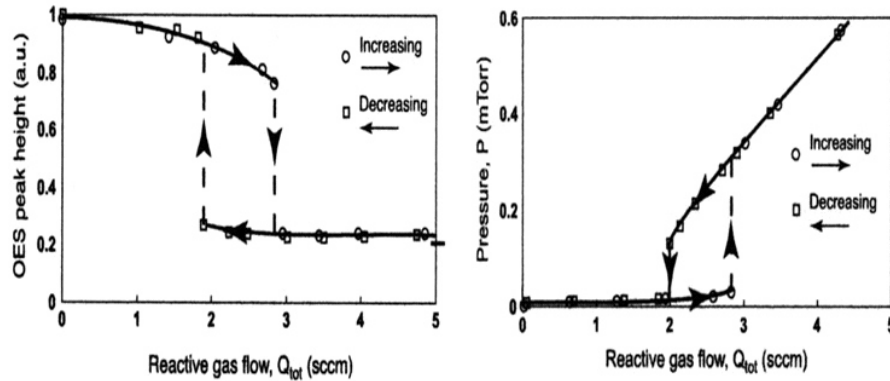 OES peak height (a.u.)
1
0.8
0.6
0.4
0.2
0
0 1 2 3 4 5
Reactive gas flow, Qtot (sccm)
Increasing
Decreasing
Pressure, P (mTorr)
0.6
0.4
0.2
0
0 1 2 3 4 5
Reactive gas flow, Qtot (sccm)
Increasing
Decreasing